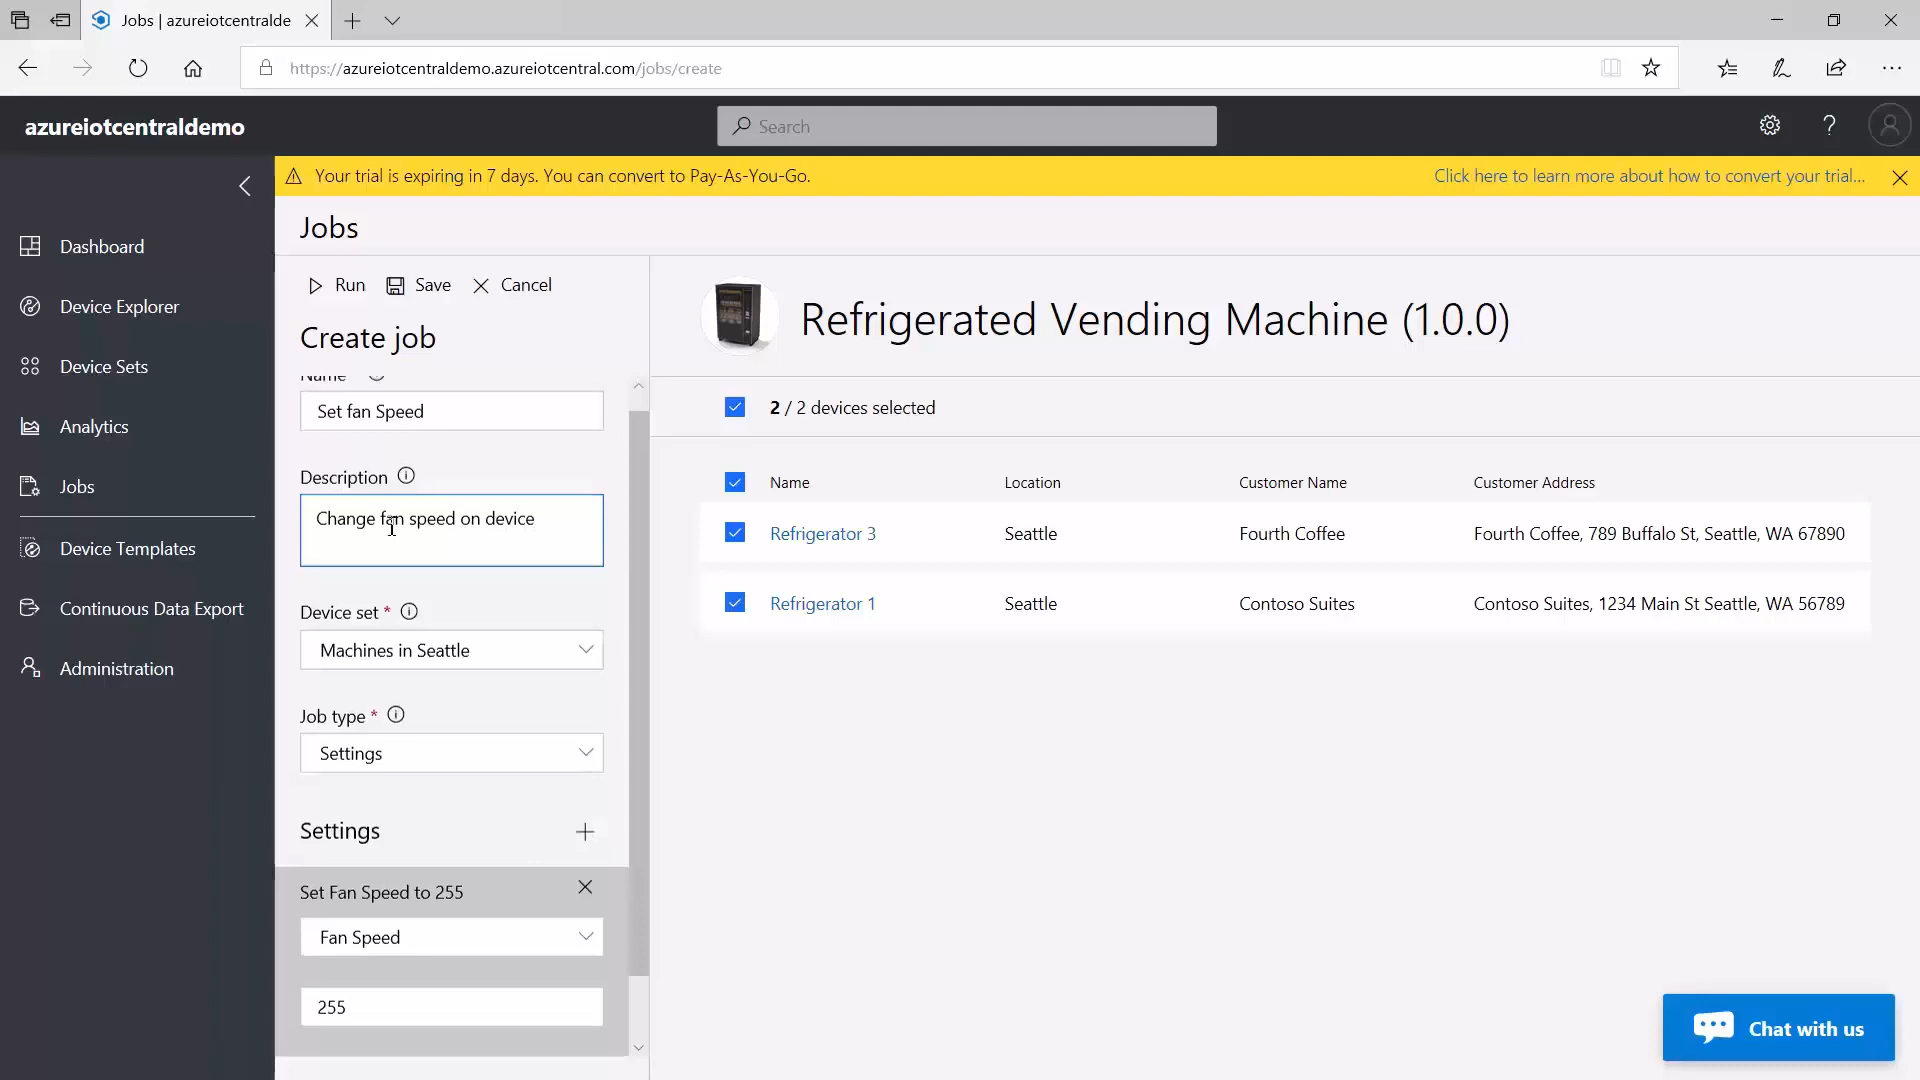 Jobs | azureiotcentralde
https://azureiotcentraldemo.azureiotcentral.com/jobs/create
azureiotcentraldemo
Search
?
Your trial is expiring in 7 days. You can convert to Pay-As-You-Go.
Click here to learn more about how to convert your trial...
Dashboard
Device Explorer
Device Sets
Analytics
Jobs
Device Templates
Continuous Data Export
Administration
Jobs
Run Save Cancel
Create job
Name
Set fan Speed
Description
Change fan speed on device
Device set *
Machines in Seattle
Job type *
Settings
Settings
Set Fan Speed to 255
Fan Speed
255
Refrigerated Vending Machine (1.0.0)
2 / 2 devices selected
Name Location Customer Name Customer Address
Refrigerator 3 Seattle Fourth Coffee Fourth Coffee, 789 Buffalo St, Seattle, WA 67890
Refrigerator 1 Seattle Contoso Suites Contoso Suites, 1234 Main St Seattle, WA 56789
Chat with us